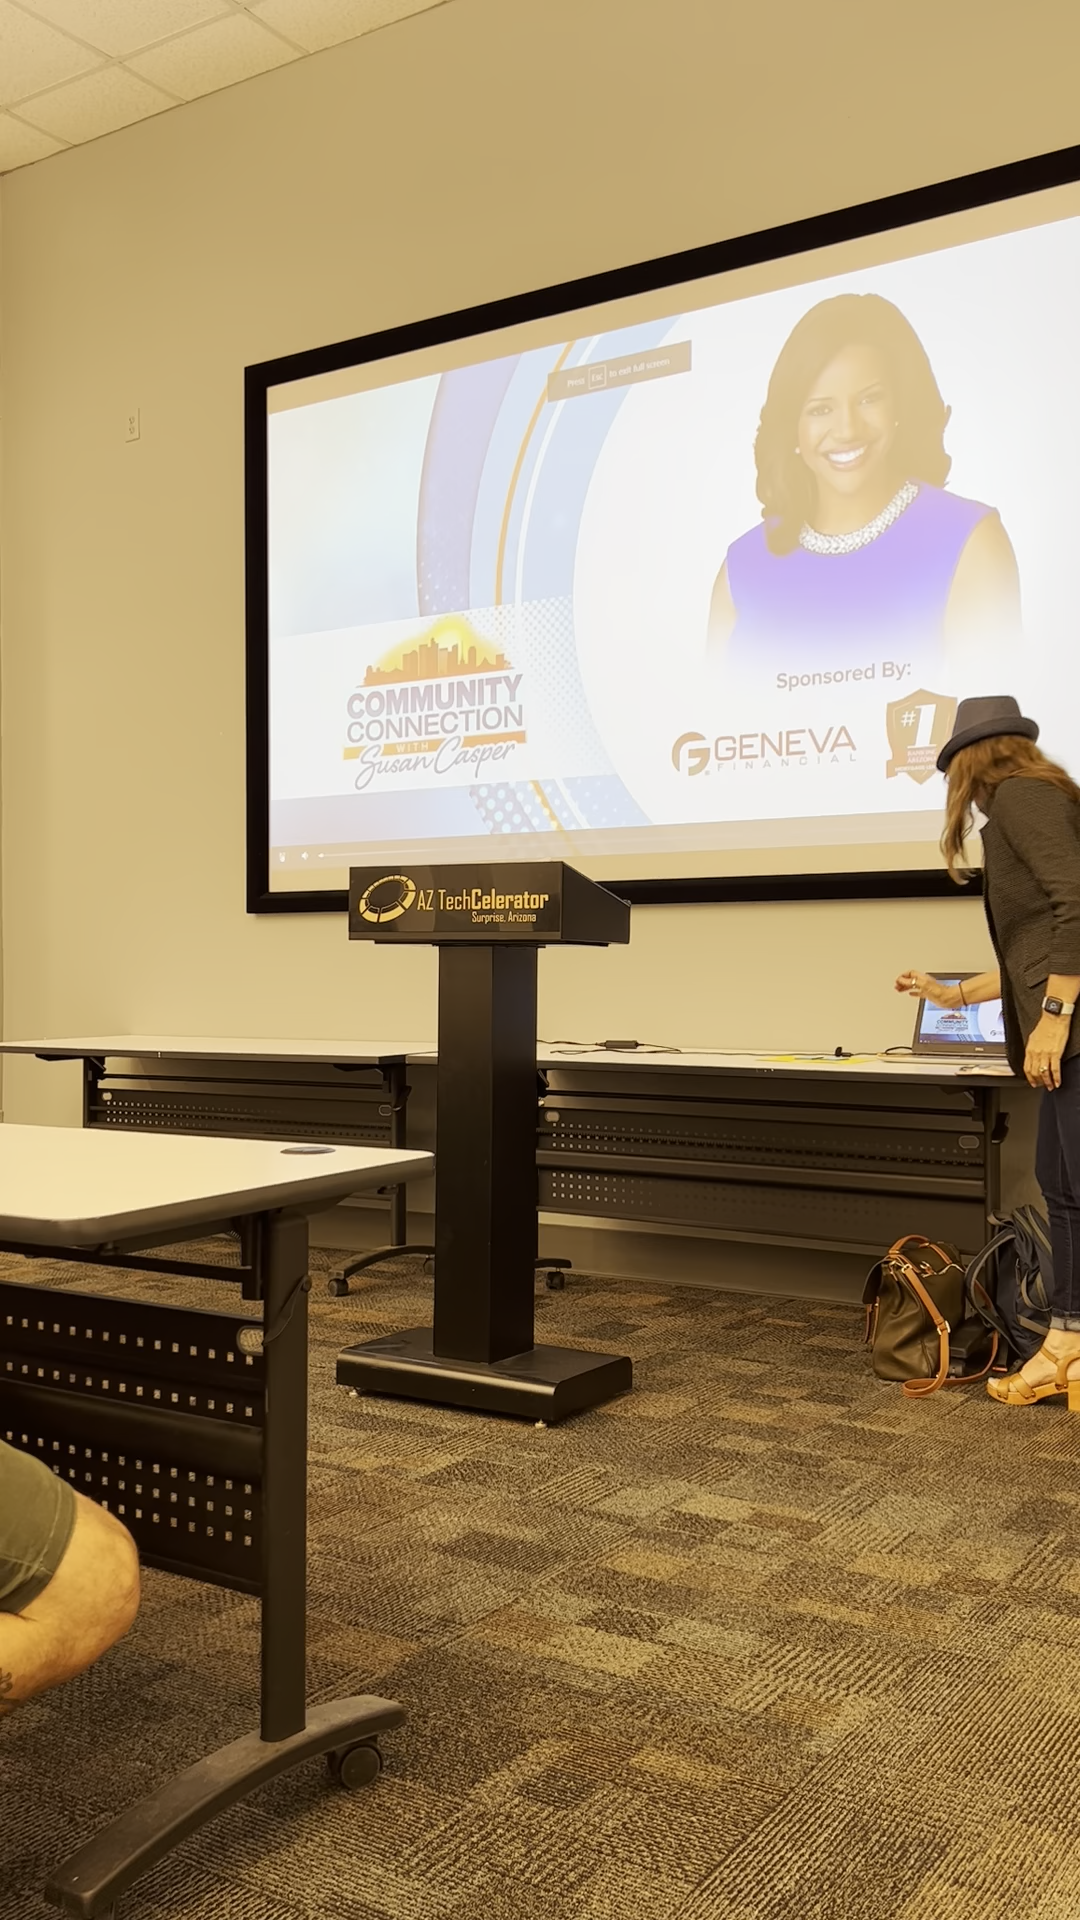 Press Esc to exit full screen
COMMUNITY
CONNECTION
WITH
Susan Casper
Sponsored By:
GENEVA
FINANCIAL
#1
AZ TechCelerator
Surprise, Arizona